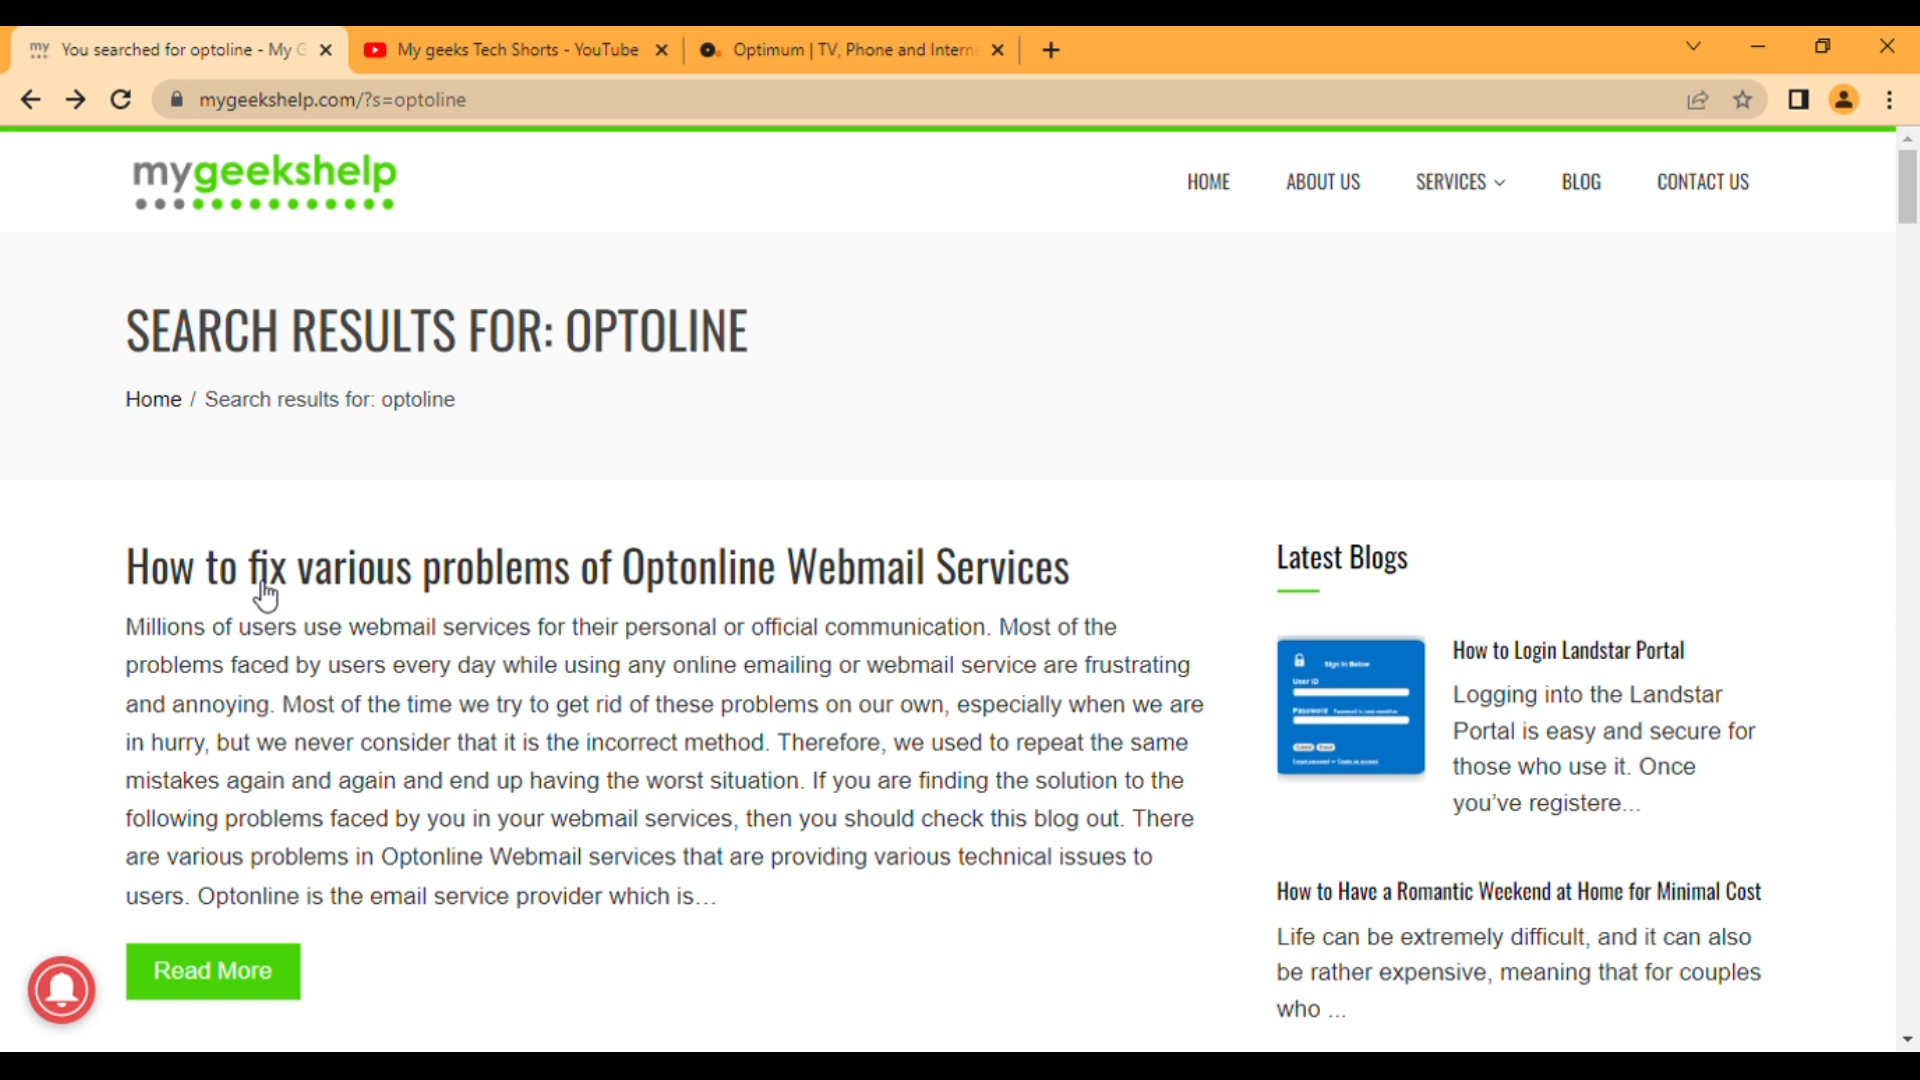 my You searched for optoline - My G
My geeks Tech Shorts - YouTube
Optimum | TV, Phone and Intern
mygeekshelp.com/?s=optoline
mygeekshelp
HOME ABOUT US SERVICES BLOG CONTACT US
SEARCH RESULTS FOR: OPTOLINE
Home / Search results for: optoline
How to fix various problems of Optonline Webmail Services
Millions of users use webmail services for their personal or official communication. Most of the
problems faced by users every day while using any online emailing or webmail service are frustrating
and annoying. Most of the time we try to get rid of these problems on our own, especially when we are
in hurry, but we never consider that it is the incorrect method. Therefore, we used to repeat the same
mistakes again and again and end up having the worst situation. If you are finding the solution to the
following problems faced by you in your webmail services, then you should check this blog out. There
are various problems in Optonline Webmail services that are providing various technical issues to
users. Optonline is the email service provider which is…
Read More
Latest Blogs
Sign In Below
User ID
Password
How to Login Landstar Portal
Logging into the Landstar
Portal is easy and secure for
those who use it. Once
you’ve registere...
How to Have a Romantic Weekend at Home for Minimal Cost
Life can be extremely difficult, and it can also
be rather expensive, meaning that for couples
who ...